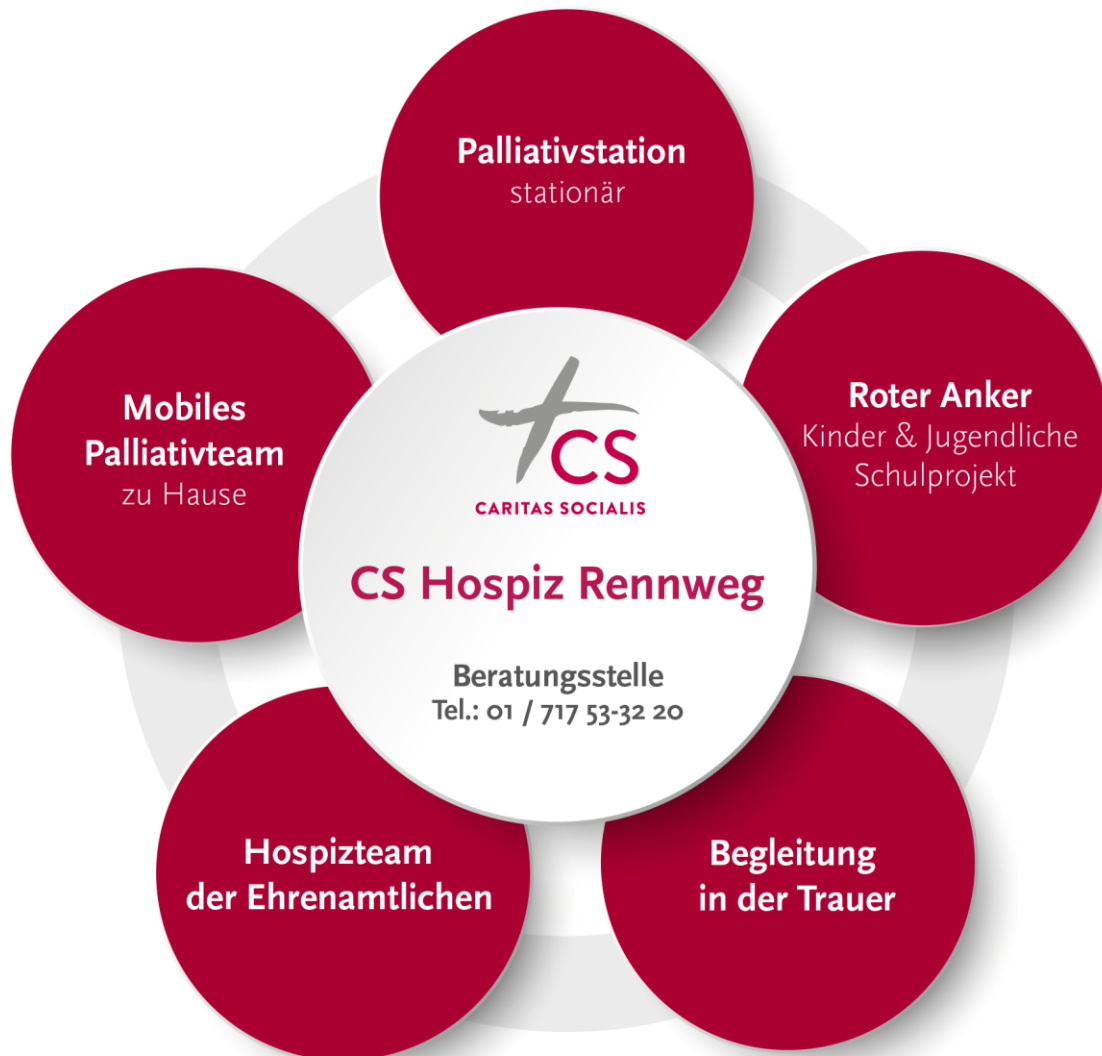 Palliativstation
stationär
Mobiles
Palliativteam
zu Hause
Roter Anker
Kinder & Jugendliche
Schulprojekt
CS
CARITAS SOCIALIS
CS Hospiz Rennweg
Beratungsstelle
Tel.: 01 / 717 53-32 20
Hospizteam
der Ehrenamtlichen
Begleitung
in der Trauer